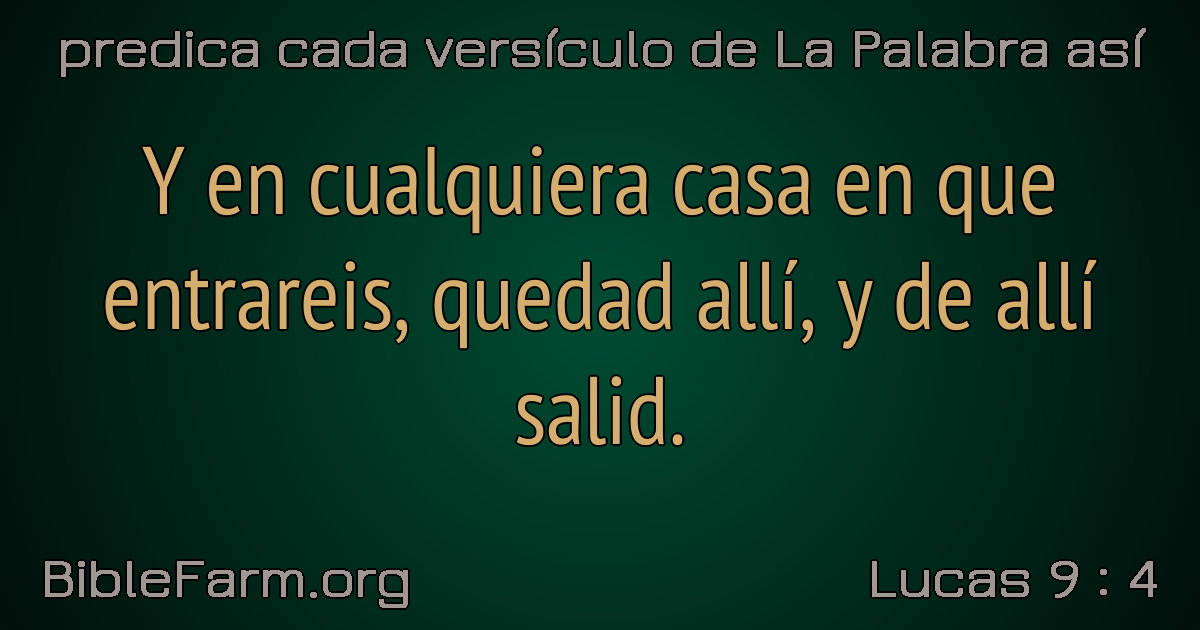 predica cada versículo de La Palabra así
Y en cualquiera casa en que
entrareis, quedad allí, y de allí
salid.
BibleFarm.org
Lucas 9 : 4